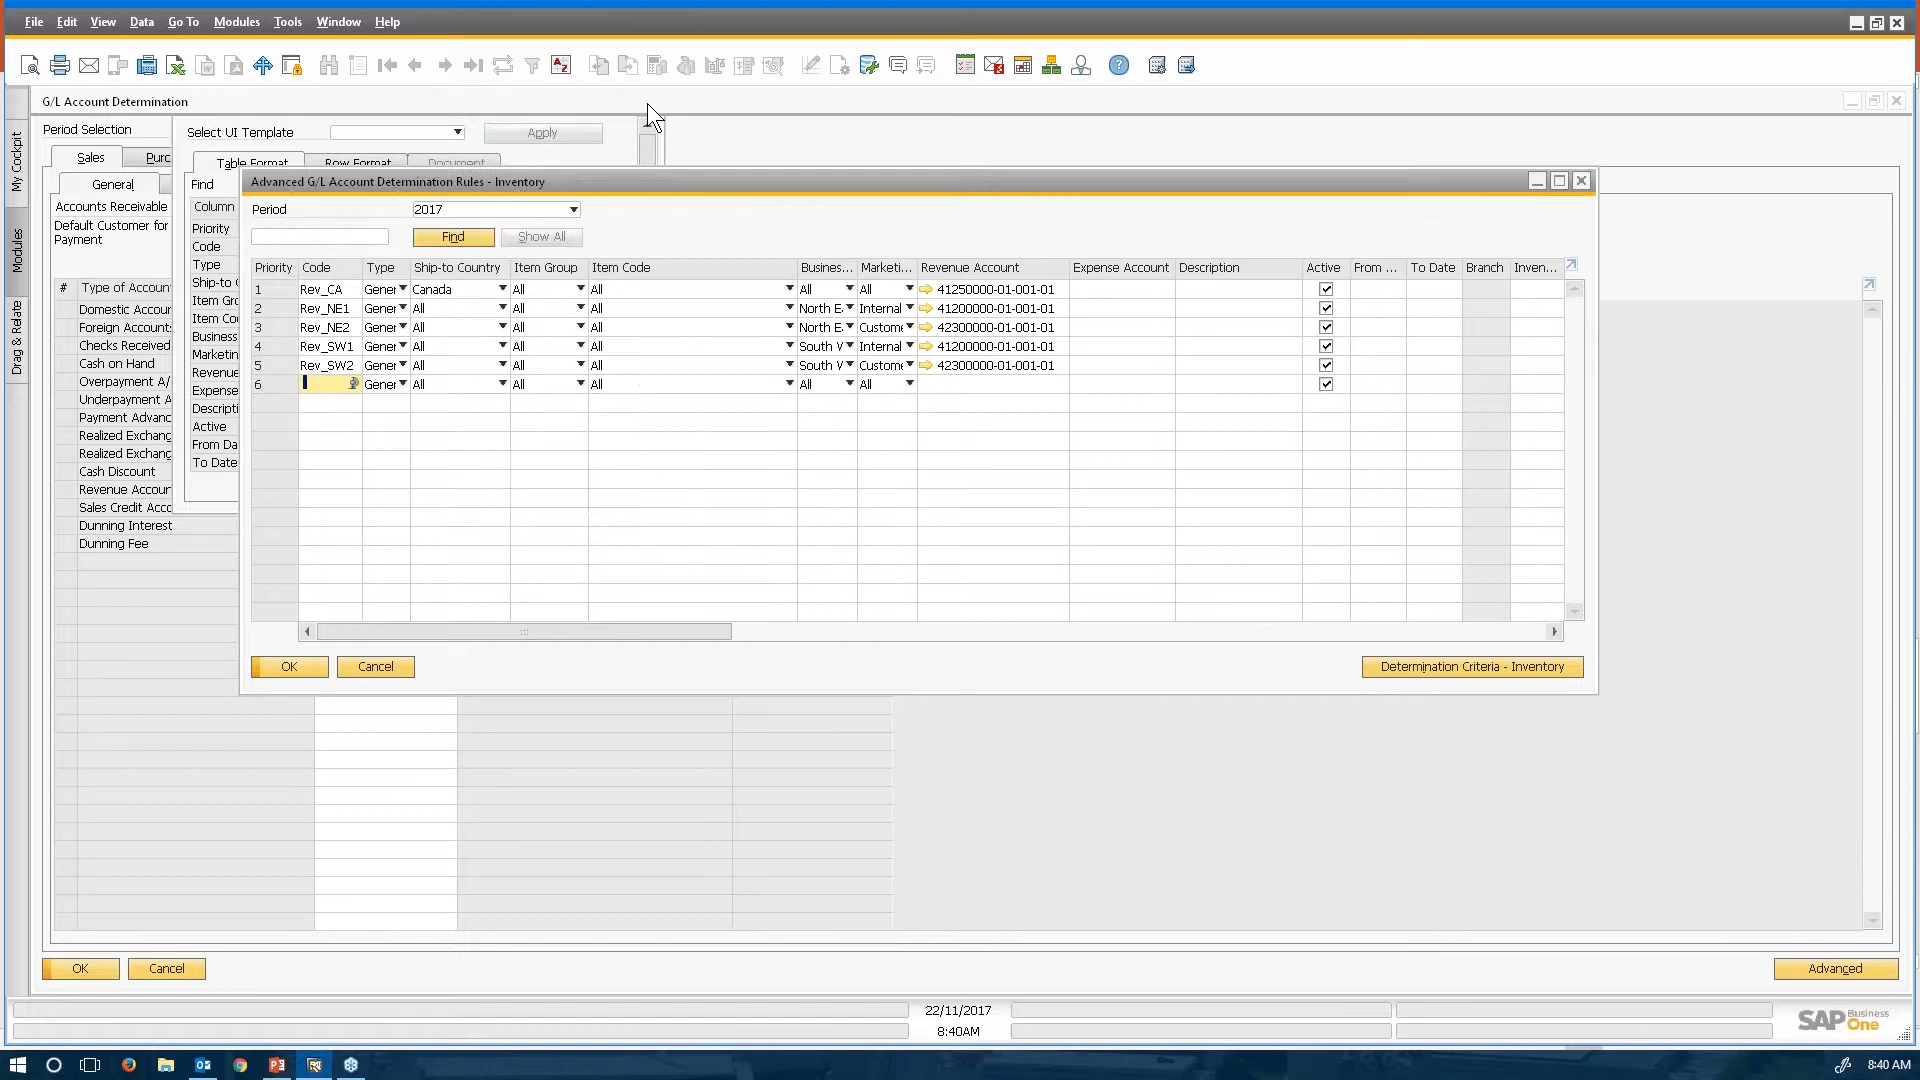 File Edit View Data Go To Modules Tools Window Help
G/L Account Determination
Period Selection
Select UI Template
Apply
Sales
Purc
Table Format
Row Format
Document
General
Find
My Cockpit
Modules
Drag & Relate
Accounts Receivable
Default Customer for
Payment
# Type of Accoun
Domestic Accour
Foreign Accounts
Checks Received
Cash on Hand
Overpayment A/
Underpayment A
Payment Advanc
Realized Exchang
Realized Exchang
Cash Discount
Revenue Accour
Sales Credit Acco
Dunning Interest
Dunning Fee
Column
Priority
Code
Type
Ship-to C
Item Gro
Item Co
Business
Marketin
Revenue
Expense
Descripti
Active
From Da
To Date
Advanced G/L Account Determination Rules - Inventory
Period 2017
Find Show All
Priority Code Type Ship-to Country Item Group Item Code Busines... Marketi... Revenue Account Expense Account Description Active From ... To Date Branch Inven...
1 Rev_CA Gener Canada All All All All 41250000-01-001-01
2 Rev_NE1 Gener All All All North E. Internal 41200000-01-001-01
3 Rev_NE2 Gener All All All North E. Custome 42300000-01-001-01
4 Rev_SW1 Gener All All All South V Internal 41200000-01-001-01
5 Rev_SW2 Gener All All All South V Custome 42300000-01-001-01
6 Gener All All All All All
OK Cancel Determination Criteria - Inventory
OK Cancel Advanced
22/11/2017
8:40AM
SAP Business One
8:40 AM